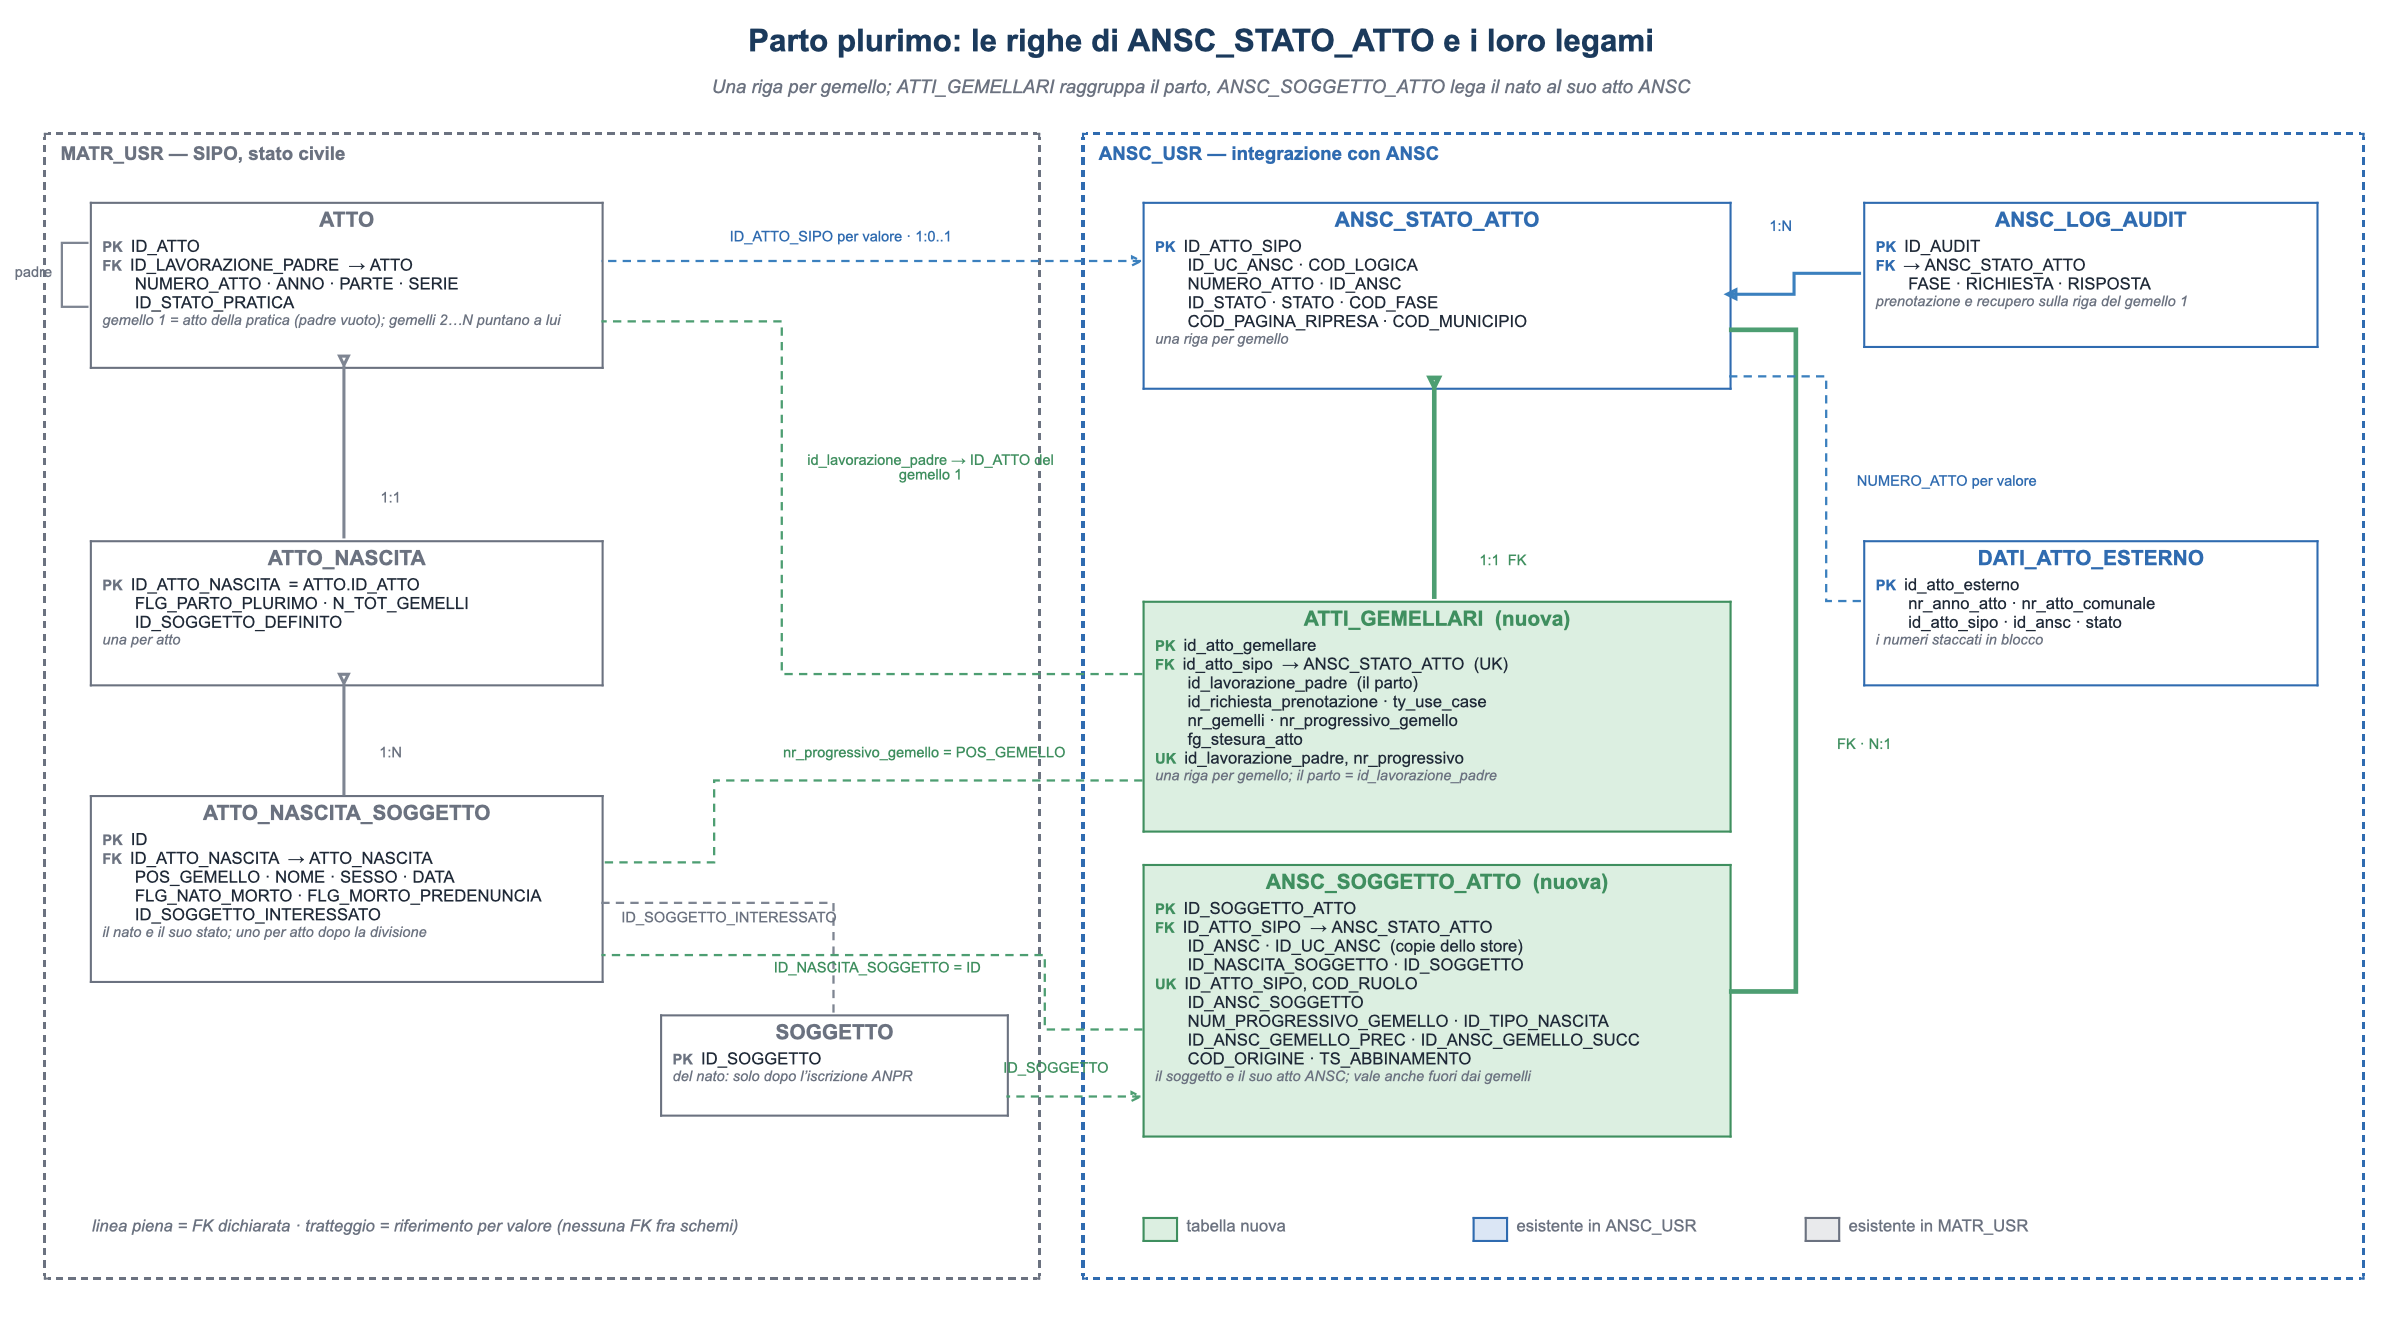 Parto plurimo: le righe di ANSC_STATO_ATTO e i loro legami
Una riga per gemello; ATTI_GEMELLARI raggruppa il parto, ANSC_SOGGETTO_ATTO lega il nato al suo atto ANSC
MATR_USR — SIPO, stato civile
ATTO
PK ID_ATTO
FK ID_LAVORAZIONE_PADRE → ATTO
NUMERO_ATTO · ANNO · PARTE · SERIE
ID_STATO_PRATICA
gemello 1 = atto della pratica (padre vuoto); gemelli 2…N puntano a lui
padre
1:1
ATTO_NASCITA
PK ID_ATTO_NASCITA = ATTO.ID_ATTO
FLG_PARTO_PLURIMO · N_TOT_GEMELLI
ID_SOGGETTO_DEFINITO
una per atto
1:N
ATTO_NASCITA_SOGGETTO
PK ID
FK ID_ATTO_NASCITA → ATTO_NASCITA
POS_GEMELLO · NOME · SESSO · DATA
FLG_NATO_MORTO · FLG_MORTO_PREDENUNCIA
ID_SOGGETTO_INTERESSATO
il nato e il suo stato; uno per atto dopo la divisione
ID_ATTO_SIPO per valore · 1:0..1
id_lavorazione_padre → ID_ATTO del
gemello 1
nr_progressivo_gemello = POS_GEMELLO
ID_SOGGETTO_INTERESSATO
ID_NASCITA_SOGGETTO = ID
SOGGETTO
PK ID_SOGGETTO
del nato: solo dopo l'iscrizione ANPR
ID_SOGGETTO
linea piena = FK dichiarata · tratteggio = riferimento per valore (nessuna FK fra schemi)
ANSC_USR — integrazione con ANSC
ANSC_STATO_ATTO
PK ID_ATTO_SIPO
ID_UC_ANSC · COD_LOGICA
NUMERO_ATTO · ID_ANSC
ID_STATO · STATO · COD_FASE
COD_PAGINA_RIPRESA · COD_MUNICIPIO
una riga per gemello
1:N
ANSC_LOG_AUDIT
PK ID_AUDIT
FK → ANSC_STATO_ATTO
FASE · RICHIESTA · RISPOSTA
prenotazione e recupero sulla riga del gemello 1
NUMERO_ATTO per valore
1:1 FK
DATI_ATTO_ESTERNO
PK id_atto_esterno
nr_anno_atto · nr_atto_comunale
id_atto_sipo · id_ansc · stato
i numeri staccati in blocco
ATTI_GEMELLARI (nuova)
PK id_atto_gemellare
FK id_atto_sipo → ANSC_STATO_ATTO (UK)
id_lavorazione_padre (il parto)
id_richiesta_prenotazione · ty_use_case
nr_gemelli · nr_progressivo_gemello
fg_stesura_atto
UK id_lavorazione_padre, nr_progressivo
una riga per gemello; il parto = id_lavorazione_padre
FK · N:1
ANSC_SOGGETTO_ATTO (nuova)
PK ID_SOGGETTO_ATTO
FK ID_ATTO_SIPO → ANSC_STATO_ATTO
ID_ANSC · ID_UC_ANSC (copie dello store)
ID_NASCITA_SOGGETTO · ID_SOGGETTO
UK ID_ATTO_SIPO, COD_RUOLO
ID_ANSC_SOGGETTO
NUM_PROGRESSIVO_GEMELLO · ID_TIPO_NASCITA
ID_ANSC_GEMELLO_PREC · ID_ANSC_GEMELLO_SUCC
COD_ORIGINE · TS_ABBINAMENTO
il soggetto e il suo atto ANSC; vale anche fuori dai gemelli
tabella nuova
esistente in ANSC_USR
esistente in MATR_USR